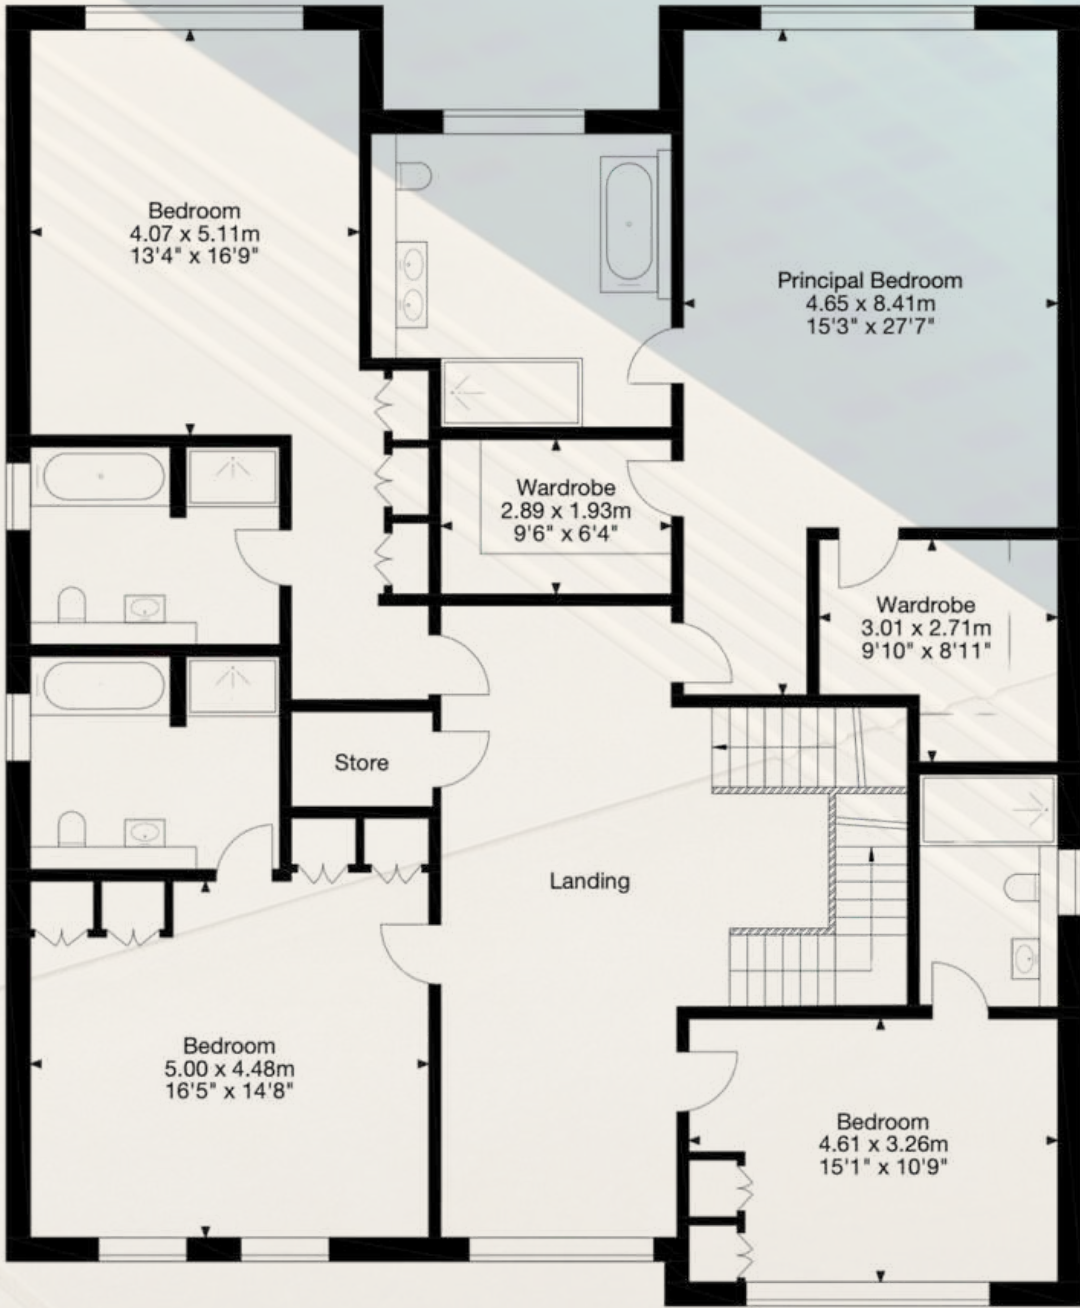 Bedroom
4.07 x 5.11m
13'4" x 16'9"
Principal Bedroom
4.65 x 8.41m
15'3" x 27'7"
Wardrobe
2.89 x 1.93m
9'6" x 6'4"
Wardrobe
3.01 x 2.71m
9'10" x 8'11"
Store
Landing
Bedroom
5.00 x 4.48m
16'5" x 14'8"
Bedroom
4.61 x 3.26m
15'1" x 10'9"